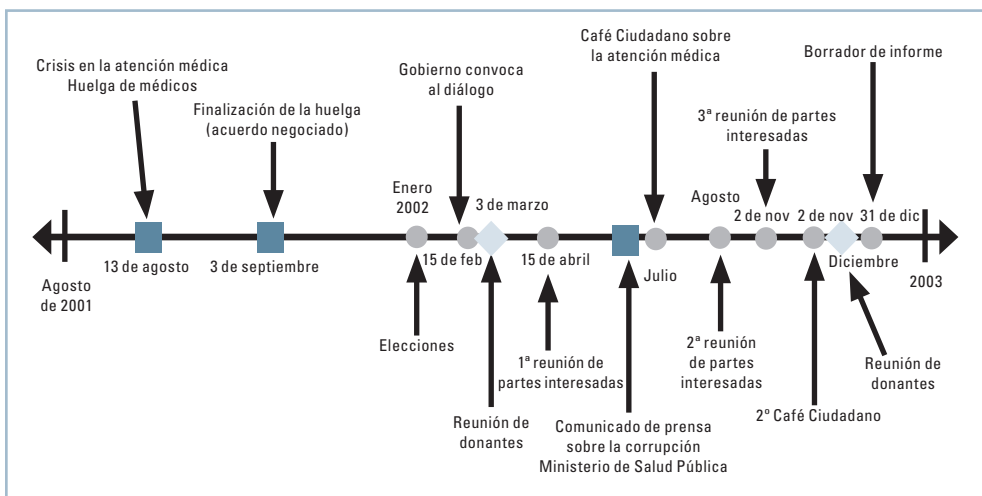 Crisis en la atención médica
Huelga de médicos
Finalización de la huelga
(acuerdo negociado)
Gobierno convoca
al diálogo
Café Ciudadano sobre
la atención médica
Borrador de informe
3ª reunión de partes
interesadas
Enero
2002
3 de marzo
Agosto
2 de nov
2 de nov
31 de dic
13 de agosto
3 de septiembre
15 de feb
15 de abril
Julio
Diciembre
2003
Agosto
de 2001
Elecciones
1ª reunión de
partes interesadas
2ª reunión
de partes
interesadas
Reunión de
donantes
Reunión de
donantes
Comunicado de prensa
sobre la corrupción
Ministerio de Salud Pública
2º Café Ciudadano